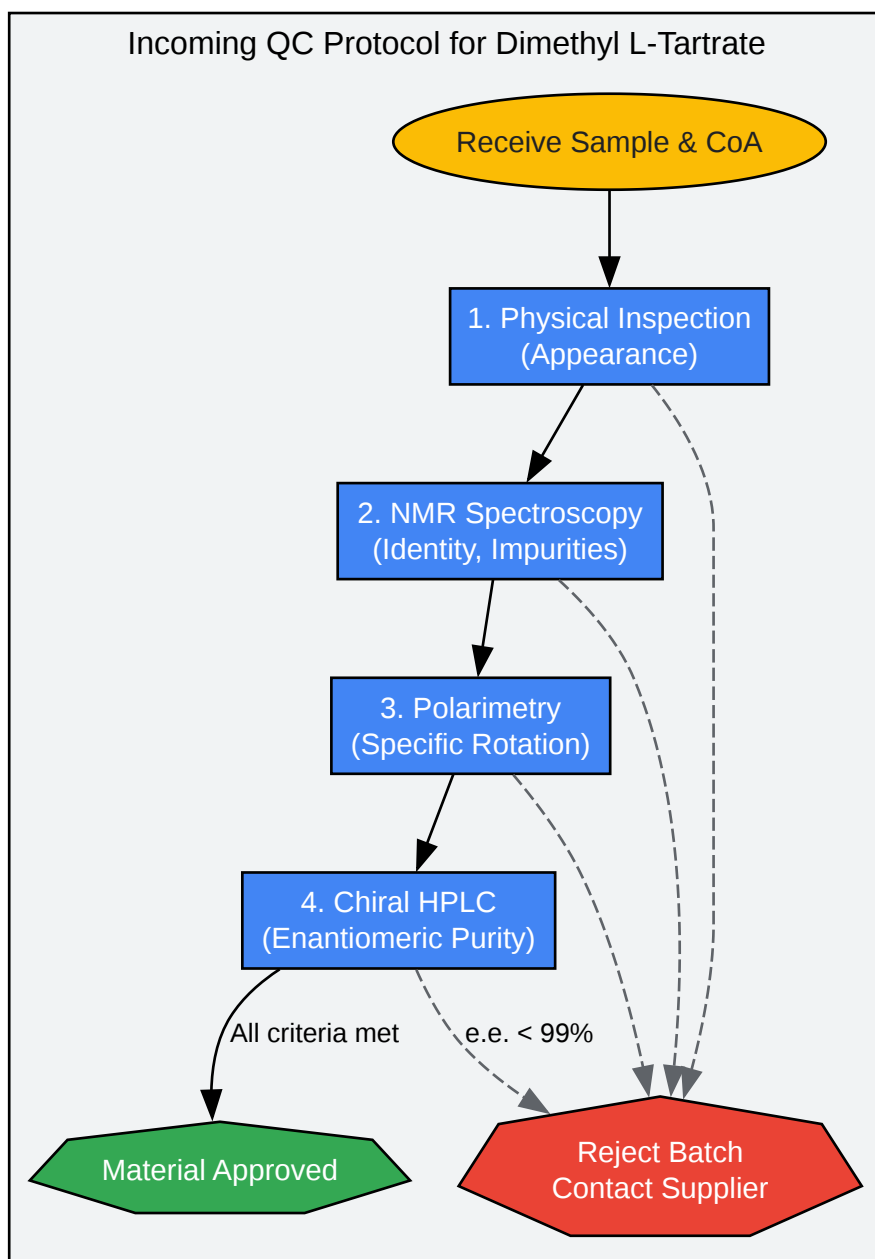 Incoming QC Protocol for Dimethyl L-Tartrate
Receive Sample & CoA
1. Physical Inspection
(Appearance)
2. NMR Spectroscopy
(Identity, Impurities)
3. Polarimetry
(Specific Rotation)
4. Chiral HPLC
(Enantiomeric Purity)
All criteria met
e.e. < 99%
Material Approved
Reject Batch
Contact Supplier